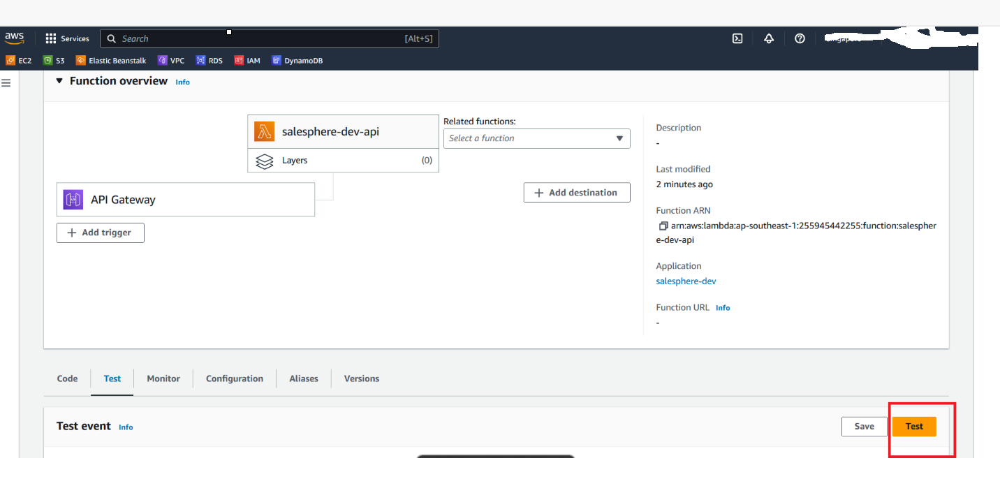 aws
Services
Search
[Alt+S]
EC2
S3
Elastic Beanstalk
VPC
RDS
IAM
DynamoDB
Function overview
Info
salesphere-dev-api
Layers
(0)
Related functions:
Select a function
API Gateway
Add destination
Add trigger
Description
-
Last modified
2 minutes ago
Function ARN
arn:aws:lambda:ap-southeast-1:255945442255:function:salespher
e-dev-api
Application
salesphere-dev
Function URL Info
-
Code
Test
Monitor
Configuration
Aliases
Versions
Test event Info
Save
Test